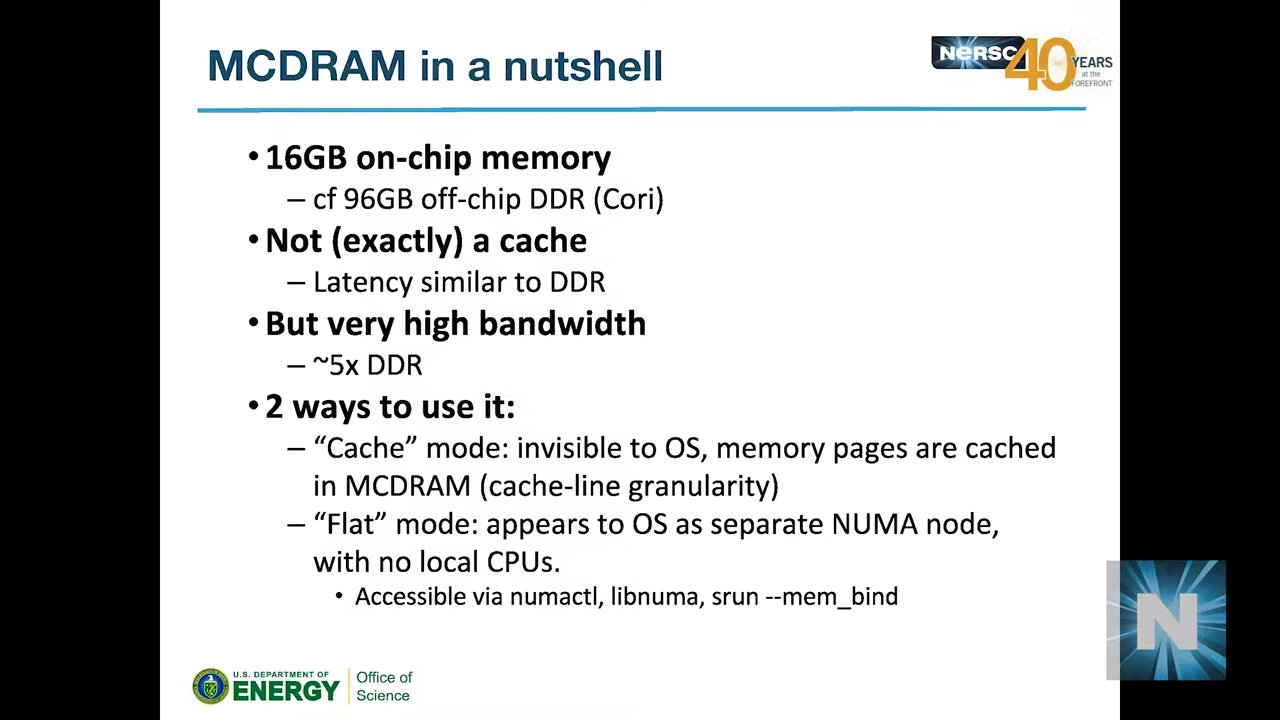 MCDRAM in a nutshell
NERSC
40
YEARS
at the
FOREFRONT
• 16GB on-chip memory
– cf 96GB off-chip DDR (Cori)
• Not (exactly) a cache
– Latency similar to DDR
• But very high bandwidth
– ~5x DDR
• 2 ways to use it:
– “Cache” mode: invisible to OS, memory pages are cached
in MCDRAM (cache-line granularity)
– “Flat” mode: appears to OS as separate NUMA node,
with no local CPUs.
• Accessible via numactl, libnuma, srun --mem_bind
N
U.S. DEPARTMENT OF
ENERGY
Office of
Science